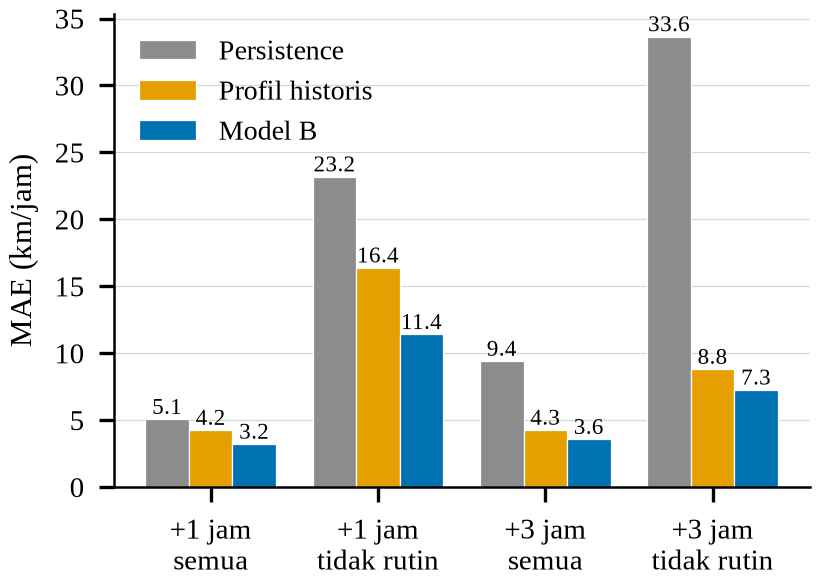 35
30
25
20
15
10
5
0
MAE (km/jam)
Persistence
Profil historis
Model B
5.1
4.2
3.2
23.2
16.4
11.4
9.4
4.3
3.6
33.6
8.8
7.3
+1 jam
semua
+1 jam
tidak rutin
+3 jam
semua
+3 jam
tidak rutin